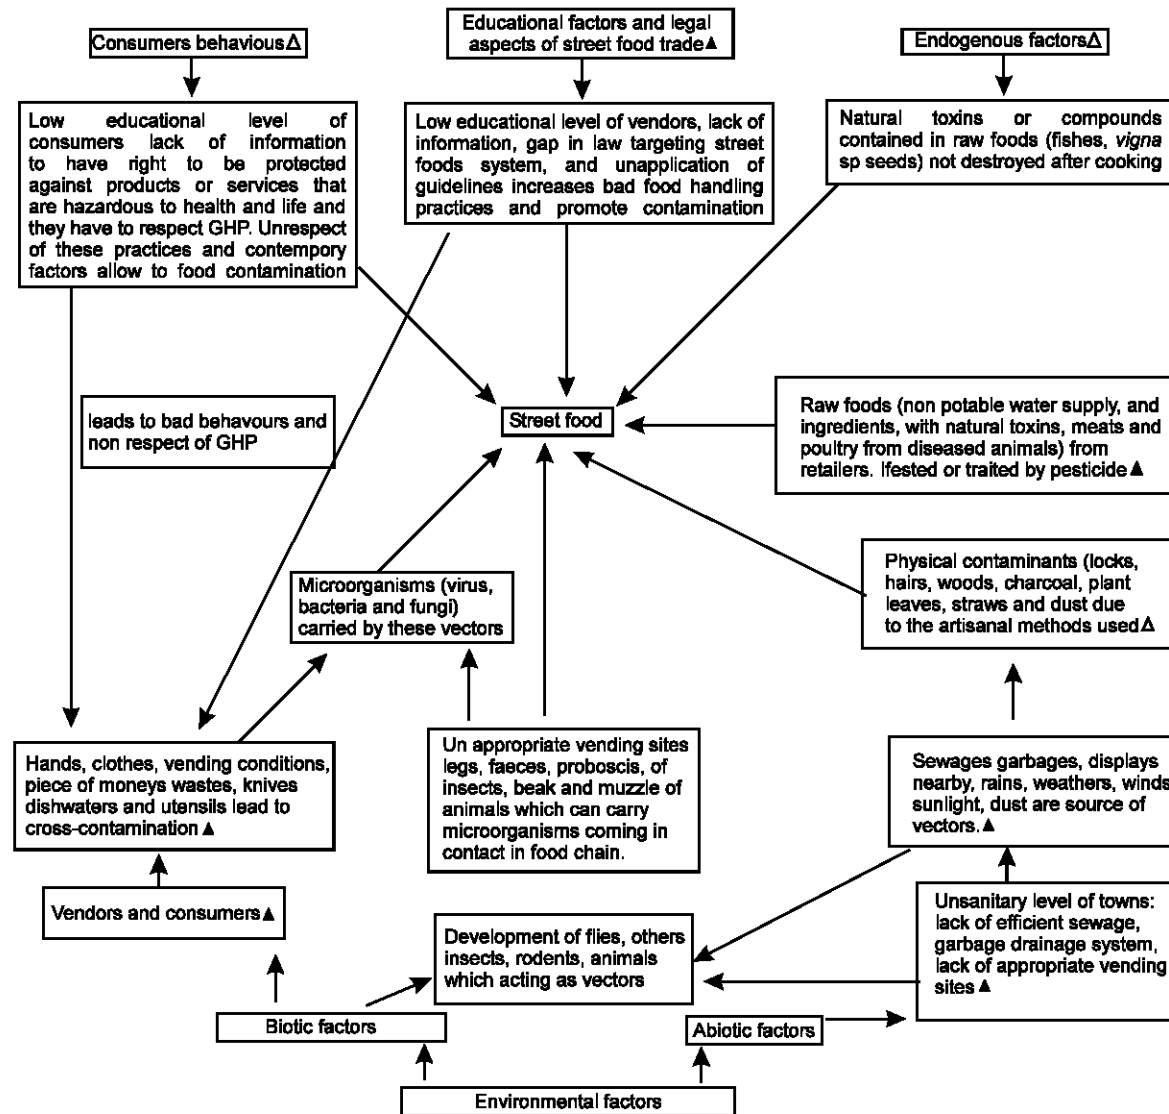 Consumers behavious△
Educational factors and legal
aspects of street food trade▲
Endogenous factors△
Low educational level of
consumers lack of information
to have right to be protected
against products or services that
are hazardous to health and life and
they have to respect GHP. Unrespect
of these practices and contempory
factors allow to food contamination
Low educational level of vendors, lack of
information, gap in law targeting street
foods system, and unapplication of
guidelines increases bad food handling
practices and promote contamination
Natural toxins or compounds
contained in raw foods (fishes, vigna
sp seeds) not destroyed after cooking
leads to bad behavours and
non respect of GHP
Street food
Raw foods (non potable water supply, and
ingredients, with natural toxins, meats and
poultry from diseased animals) from
retailers. Ifested or traited by pesticide▲
Microorganisms (virus,
bacteria and fungi)
carried by these vectors
Physical contaminants (locks,
hairs, woods, charcoal, plant
leaves, straws and dust due
to the artisanal methods used△
Hands, clothes, vending conditions,
piece of moneys wastes, knives
dishwaters and utensils lead to
cross-contamination▲
Un appropriate vending sites
legs, faeces, proboscis, of
insects, beak and muzzle of
animals which can carry
microorganisms coming in
contact in food chain.
Sewages garbages, displays
nearby, rains, weathers, winds
sunlight, dust are source of
vectors.▲
Vendors and consumers▲
Development of flies, others
insects, rodents, animals
which acting as vectors
Unsanitary level of towns:
lack of efficient sewage,
garbage drainage system,
lack of appropriate vending
sites▲
Biotic factors
Abiotic factors
Environmental factors